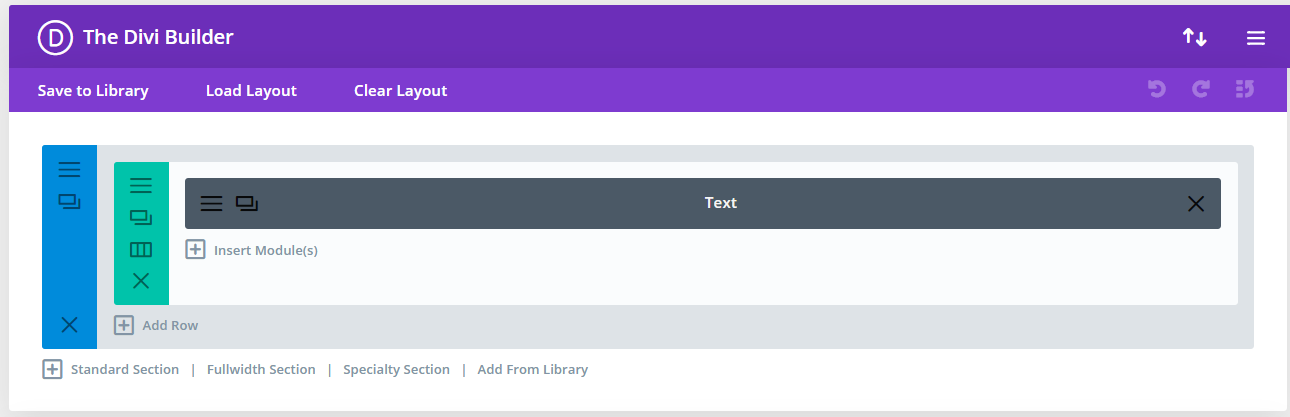 D The Divi Builder
Save to Library Load Layout Clear Layout
Text
Insert Module(s)
Add Row
Standard Section | Fullwidth Section | Specialty Section | Add From Library